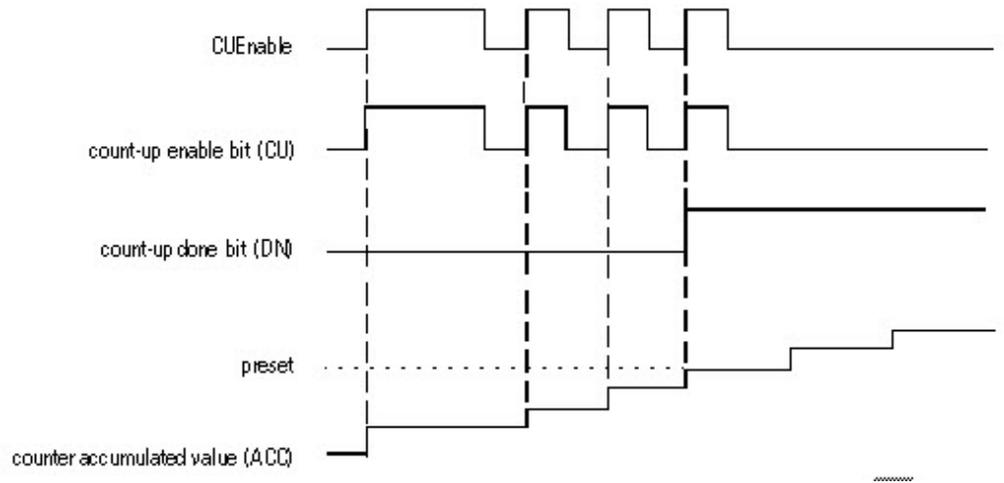 CUEnable
count-up enable bit (CU)
count-up done bit (DN)
preset
counter accumulated value (ACC)